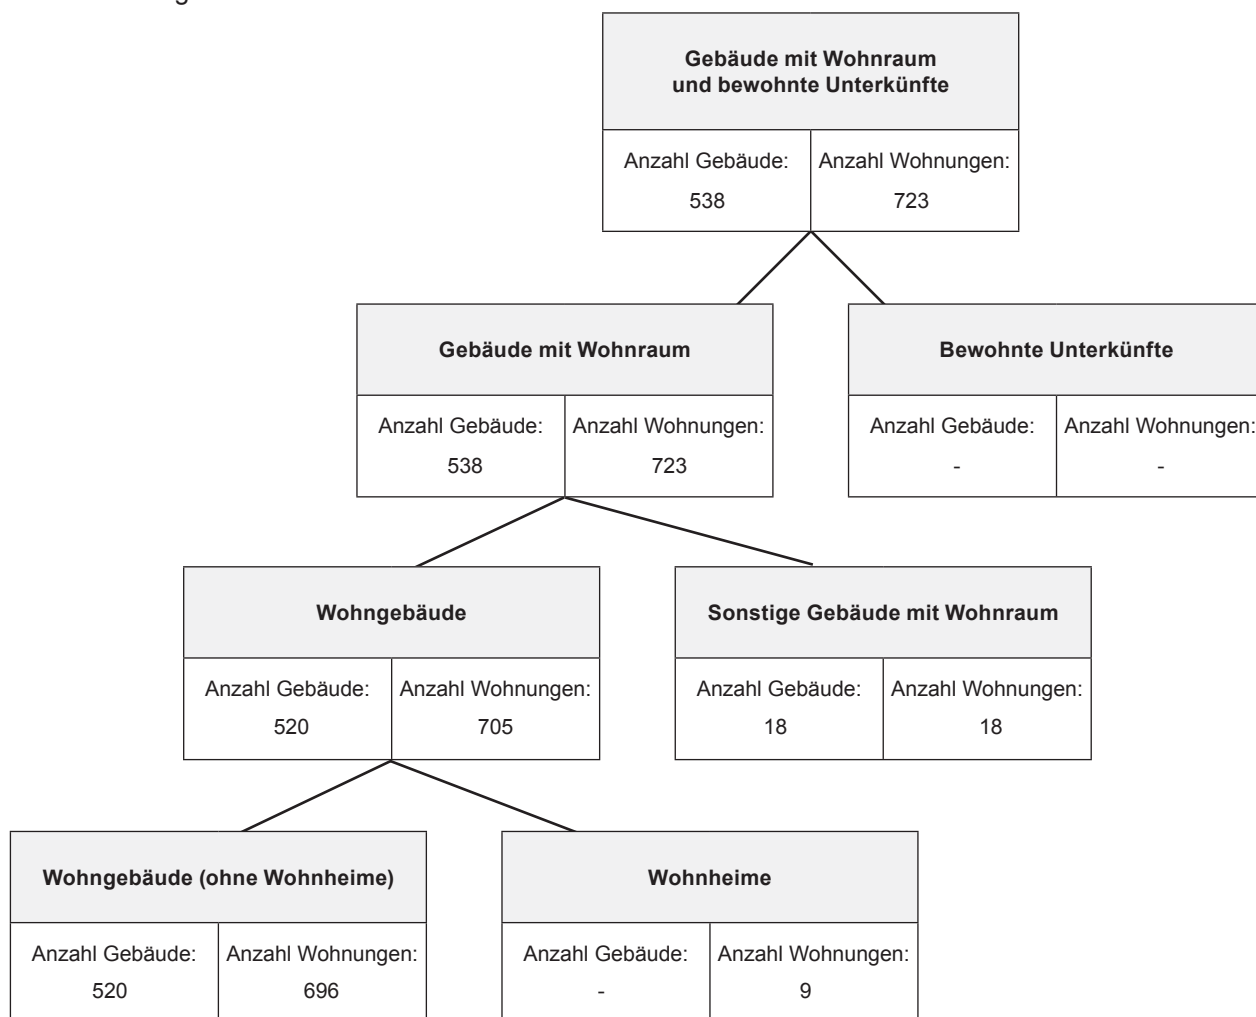 Gebäude mit Wohnraum
und bewohnte Unterkünfte
Anzahl Gebäude: Anzahl Wohnungen:
538 723
Gebäude mit Wohnraum
Anzahl Gebäude: Anzahl Wohnungen:
538 723
Bewohnte Unterkünfte
Anzahl Gebäude: Anzahl Wohnungen:
- -
Wohngebäude
Anzahl Gebäude: Anzahl Wohnungen:
520 705
Sonstige Gebäude mit Wohnraum
Anzahl Gebäude: Anzahl Wohnungen:
18 18
Wohngebäude (ohne Wohnheime)
Anzahl Gebäude: Anzahl Wohnungen:
520 696
Wohnheime
Anzahl Gebäude: Anzahl Wohnungen:
- 9